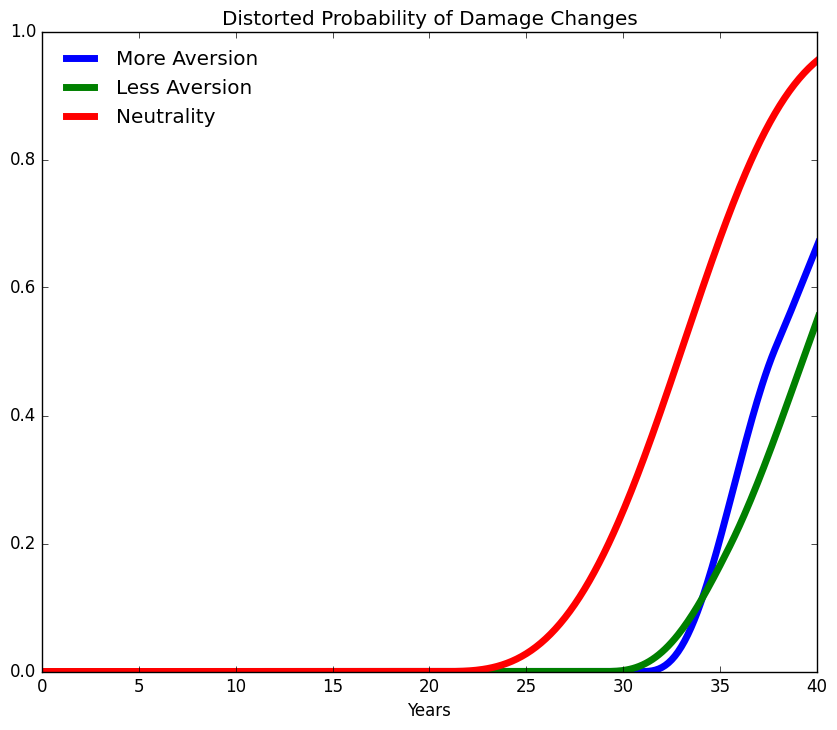 Distorted Probability of Damage Changes
1.0
0.8
0.6
0.4
0.2
0.0
More Aversion
Less Aversion
Neutrality
0 5 10 15 20 25 30 35 40
Years